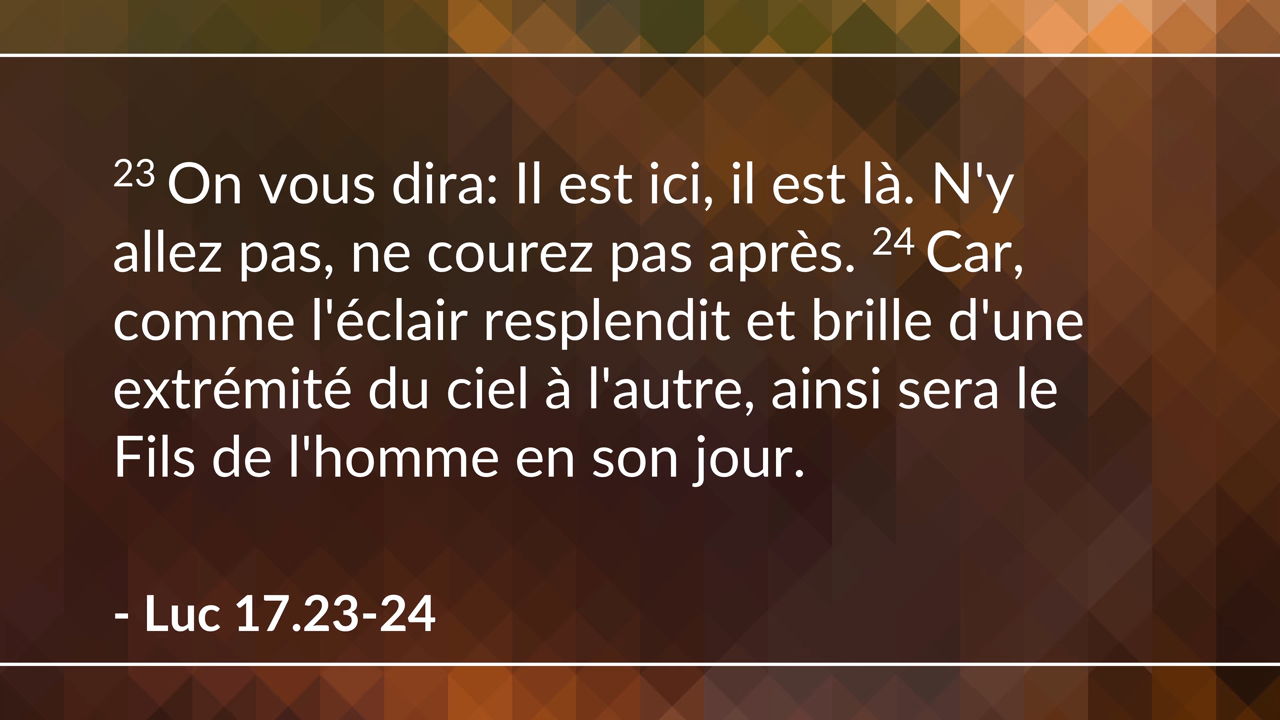 23 On vous dira: Il est ici, il est là. N'y
allez pas, ne courez pas après. 24 Car,
comme l'éclair resplendit et brille d'une
extrémité du ciel à l'autre, ainsi sera le
Fils de l'homme en son jour.
- Luc 17.23-24